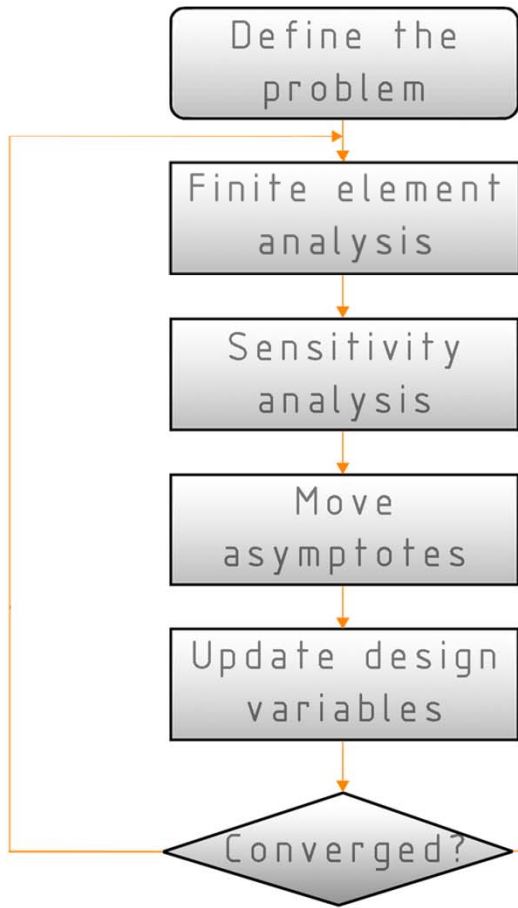 Define the
problem
Finite element
analysis
Sensitivity
analysis
Move
asymptotes
Update design
variables
Converged?